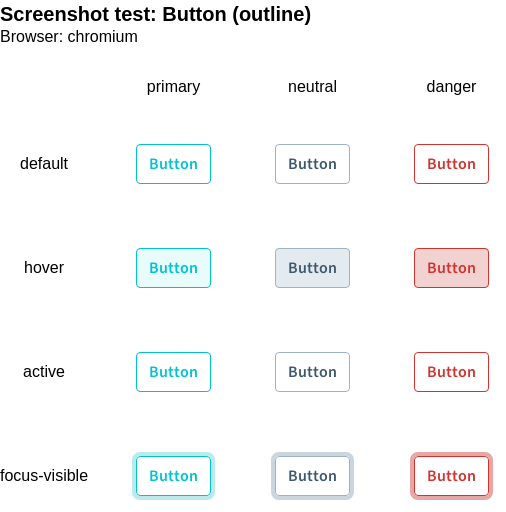 Screenshot test: Button (outline)
Browser: chromium
primary neutral danger
default Button Button Button
hover Button Button Button
active Button Button Button
focus-visible Button Button Button